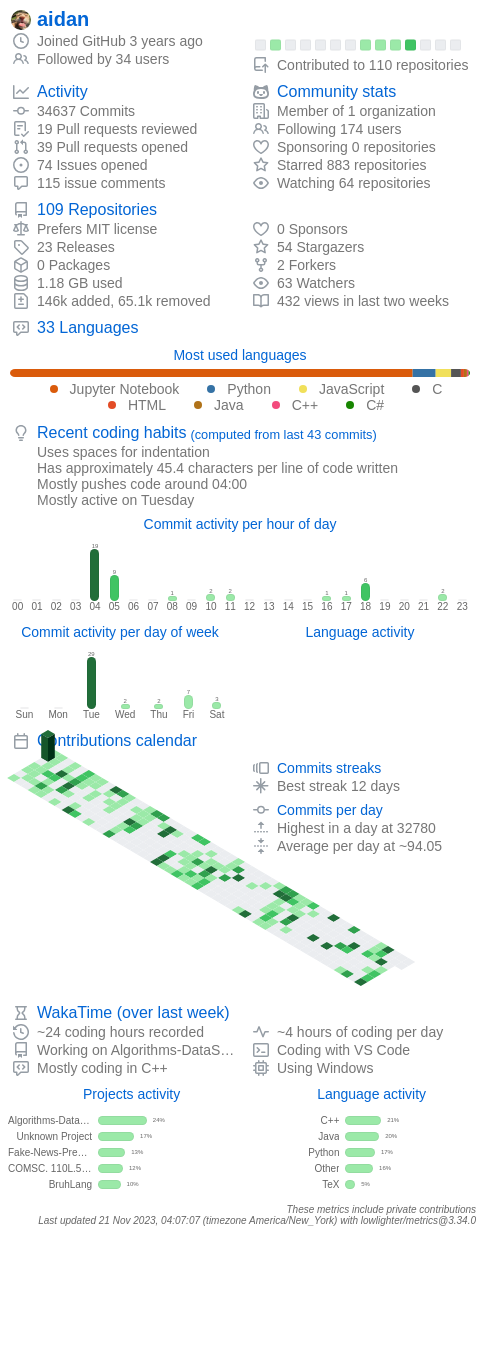 aidan
Joined GitHub 3 years ago
Followed by 34 users
Contributed to 110 repositories
Activity
34637 Commits
19 Pull requests reviewed
39 Pull requests opened
74 Issues opened
115 issue comments
Community stats
Member of 1 organization
Following 174 users
Sponsoring 0 repositories
Starred 883 repositories
Watching 64 repositories
109 Repositories
Prefers MIT license
23 Releases
0 Packages
1.18 GB used
146k added, 65.1k removed
0 Sponsors
54 Stargazers
2 Forkers
63 Watchers
432 views in last two weeks
33 Languages
Most used languages
Jupyter Notebook Python JavaScript C
HTML Java C++ C#
Recent coding habits (computed from last 43 commits)
Uses spaces for indentation
Has approximately 45.4 characters per line of code written
Mostly pushes code around 04:00
Mostly active on Tuesday
Commit activity per hour of day
19 9 1 2 2 1 1 6 2
00 01 02 03 04 05 06 07 08 09 10 11 12 13 14 15 16 17 18 19 20 21 22 23
Commit activity per day of week
29 2 2 7 3
Sun Mon Tue Wed Thu Fri Sat
Language activity
Contributions calendar
Commits streaks
Best streak 12 days
Commits per day
Highest in a day at 32780
Average per day at ~94.05
WakaTime (over last week)
~24 coding hours recorded
Working on Algorithms-DataS…
Mostly coding in C++
~4 hours of coding per day
Coding with VS Code
Using Windows
Projects activity
Algorithms-Data… 24%
Unknown Project 17%
Fake-News-Pre… 13%
COMSC. 110L.5… 12%
BruhLang 10%
Language activity
C++ 21%
Java 20%
Python 17%
Other 16%
TeX 5%
These metrics include private contributions
Last updated 21 Nov 2023, 04:07:07 (timezone America/New_York) with lowlighter/metrics@3.34.0